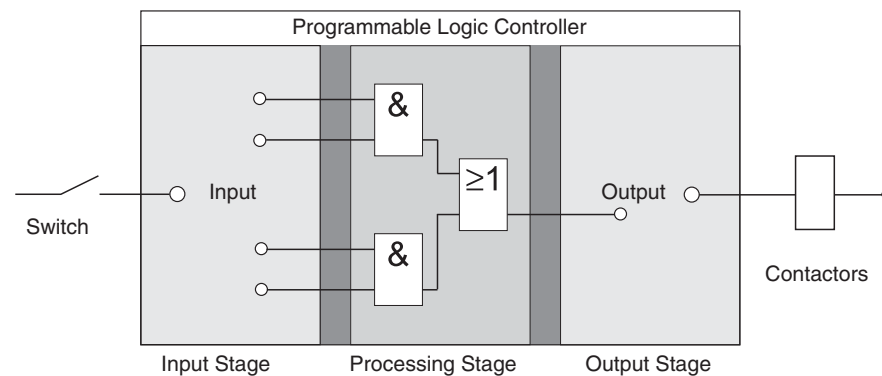 Programmable Logic Controller
&
≥1
Input
Output
Switch
&
Contactors
Input Stage
Processing Stage
Output Stage